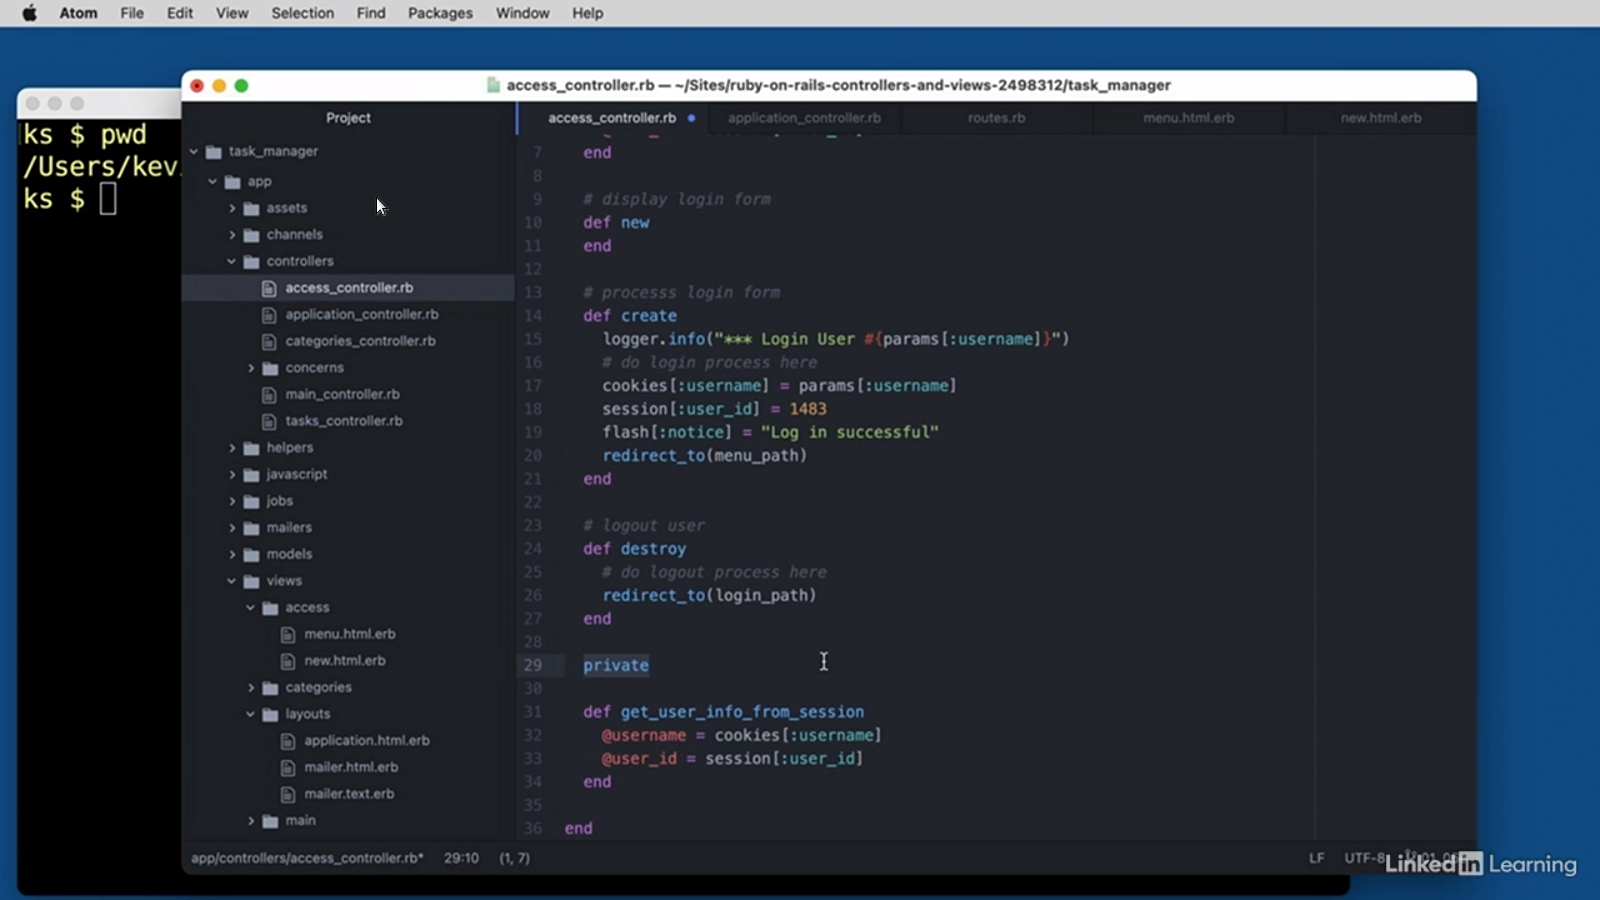 Atom File Edit View Selection Find Packages Window Help
access_controller.rb — ~/Sites/ruby-on-rails-controllers-and-views-2498312/task_manager
ks $ pwd
/Users/kev
ks $
Project
task_manager
app
assets
channels
controllers
access_controller.rb
application_controller.rb
categories_controller.rb
concerns
main_controller.rb
tasks_controller.rb
helpers
javascript
jobs
mailers
models
views
access
menu.html.erb
new.html.erb
categories
layouts
application.html.erb
mailer.html.erb
mailer.text.erb
main
access_controller.rb application_controller.rb routes.rb menu.html.erb new.html.erb
7 end
8
9 # display login form
10 def new
11 end
12
13 # processs login form
14 def create
15 logger.info("*** Login User #{params[:username]}")
16 # do login process here
17 cookies[:username] = params[:username]
18 session[:user_id] = 1483
19 flash[:notice] = "Log in successful"
20 redirect_to(menu_path)
21 end
22
23 # logout user
24 def destroy
25 # do logout process here
26 redirect_to(login_path)
27 end
28
29 private
30
31 def get_user_info_from_session
32 @username = cookies[:username]
33 @user_id = session[:user_id]
34 end
35
36 end
app/controllers/access_controller.rb* 29:10 (1, 7) LF UTF-8
LinkedIn Learning